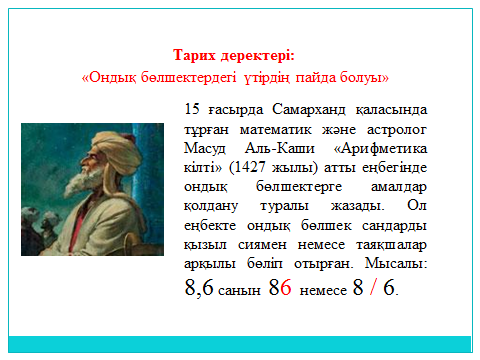 Тарих деректері:
«Ондық бөлшектердегі үтірдің пайда болуы»
15 ғасырда Самарханд қаласында
тұрған математик және астролог
Масуд Аль-Каши «Арифметика
кілті» (1427 жылы) атты еңбегінде
ондық бөлшектерге амалдар
қолдану туралы жазады. Ол
еңбекте ондық бөлшек сандарды
қызыл сиямен немесе таяқшалар
арқылы бөліп отырған. Мысалы:
8,6 санын 86 немесе 8 / 6.